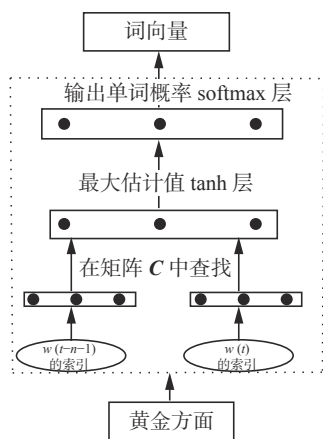 词向量
输出单词概率 softmax 层
最大估计值 tanh 层
在矩阵 C 中查找
w (t−n−1)
的索引
w (t)
的索引
黄金方面